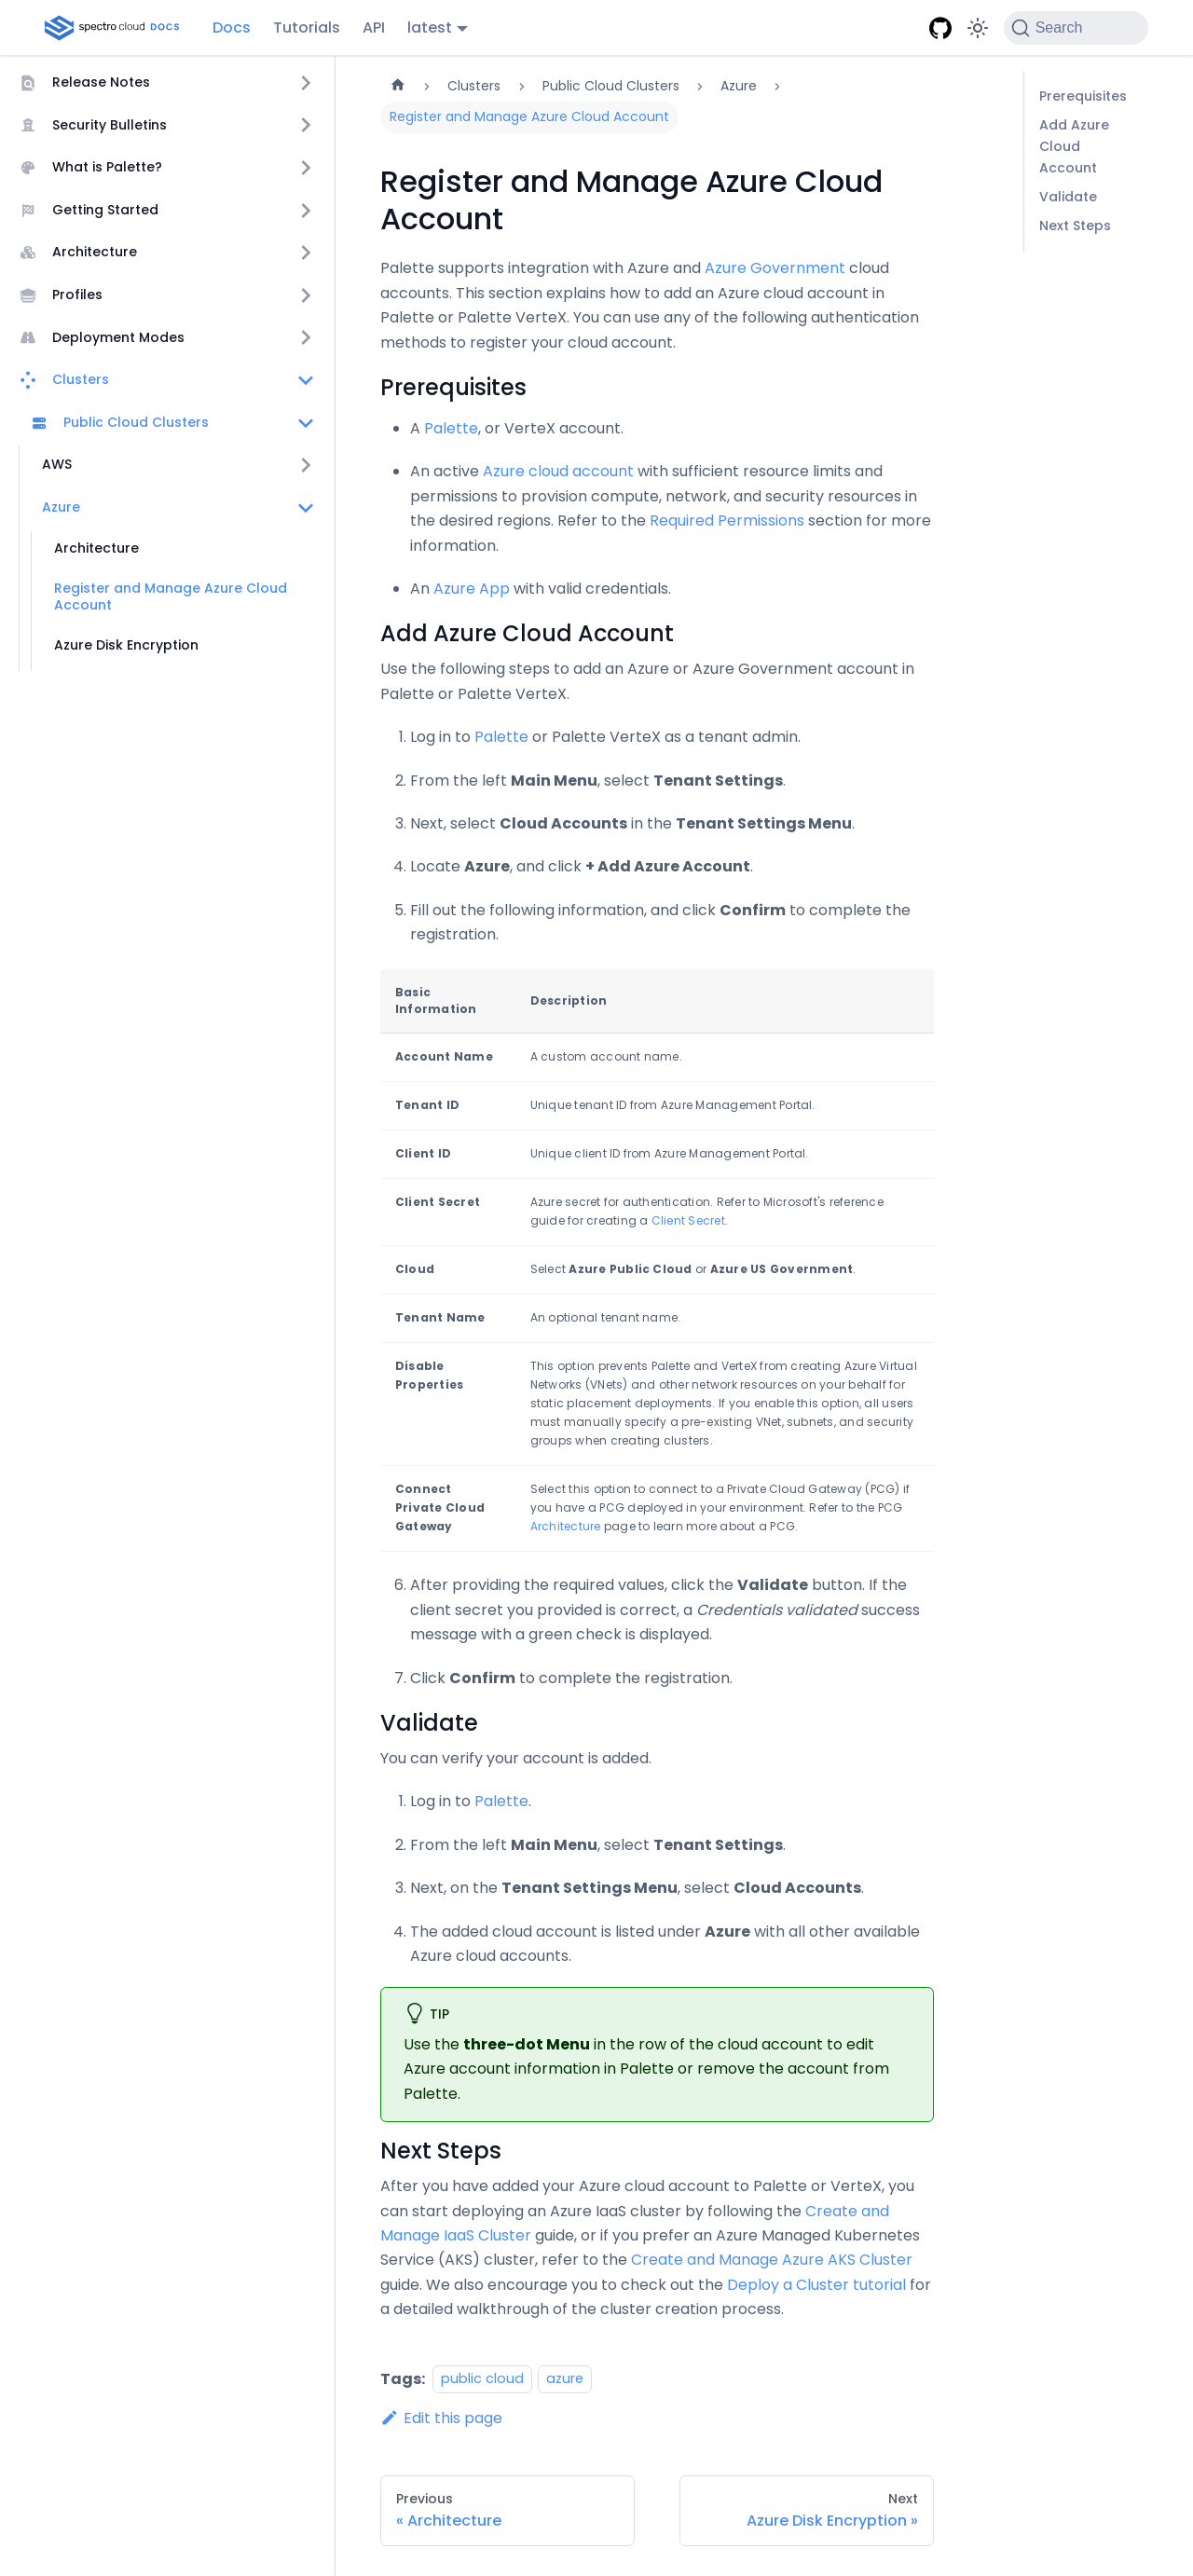 spectro cloud DOCS
Docs
Tutorials
API
latest
Search
Release Notes
Security Bulletins
What is Palette?
Getting Started
Architecture
Profiles
Deployment Modes
Clusters
Public Cloud Clusters
AWS
Azure
Architecture
Register and Manage Azure Cloud
Account
Azure Disk Encryption
Clusters
Public Cloud Clusters
Azure
Register and Manage Azure Cloud Account
Register and Manage Azure Cloud
Account
Palette supports integration with Azure and Azure Government cloud
accounts. This section explains how to add an Azure cloud account in
Palette or Palette VerteX. You can use any of the following authentication
methods to register your cloud account.
Prerequisites
• A Palette, or VerteX account.
• An active Azure cloud account with sufficient resource limits and
permissions to provision compute, network, and security resources in
the desired regions. Refer to the Required Permissions section for more
information.
• An Azure App with valid credentials.
Add Azure Cloud Account
Use the following steps to add an Azure or Azure Government account in
Palette or Palette VerteX.
1. Log in to Palette or Palette VerteX as a tenant admin.
2. From the left Main Menu, select Tenant Settings.
3. Next, select Cloud Accounts in the Tenant Settings Menu.
4. Locate Azure, and click + Add Azure Account.
5. Fill out the following information, and click Confirm to complete the
registration.
Basic
Information
Description
Account Name
A custom account name.
Tenant ID
Unique tenant ID from Azure Management Portal.
Client ID
Unique client ID from Azure Management Portal.
Client Secret
Azure secret for authentication. Refer to Microsoft's reference
guide for creating a Client Secret.
Cloud
Select Azure Public Cloud or Azure US Government.
Tenant Name
An optional tenant name.
Disable
Properties
This option prevents Palette and VerteX from creating Azure Virtual
Networks (VNets) and other network resources on your behalf for
static placement deployments. If you enable this option, all users
must manually specify a pre-existing VNet, subnets, and security
groups when creating clusters.
Connect
Private Cloud
Gateway
Select this option to connect to a Private Cloud Gateway (PCG) if
you have a PCG deployed in your environment. Refer to the PCG
Architecture page to learn more about a PCG.
6. After providing the required values, click the Validate button. If the
client secret you provided is correct, a Credentials validated success
message with a green check is displayed.
7. Click Confirm to complete the registration.
Validate
You can verify your account is added.
1. Log in to Palette.
2. From the left Main Menu, select Tenant Settings.
3. Next, on the Tenant Settings Menu, select Cloud Accounts.
4. The added cloud account is listed under Azure with all other available
Azure cloud accounts.
TIP
Use the three-dot Menu in the row of the cloud account to edit
Azure account information in Palette or remove the account from
Palette.
Next Steps
After you have added your Azure cloud account to Palette or VerteX, you
can start deploying an Azure IaaS cluster by following the Create and
Manage IaaS Cluster guide, or if you prefer an Azure Managed Kubernetes
Service (AKS) cluster, refer to the Create and Manage Azure AKS Cluster
guide. We also encourage you to check out the Deploy a Cluster tutorial for
a detailed walkthrough of the cluster creation process.
Tags: public cloud azure
Edit this page
Previous
« Architecture
Next
Azure Disk Encryption »
Prerequisites
Add Azure
Cloud
Account
Validate
Next Steps